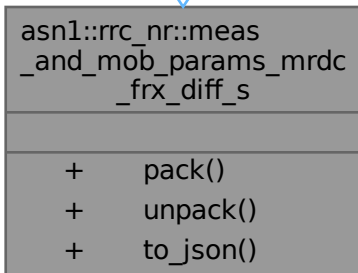 asn1::rrc_nr::meas
_and_mob_params_mrdc
_frx_diff_s
+ pack()
+ unpack()
+ to_json()